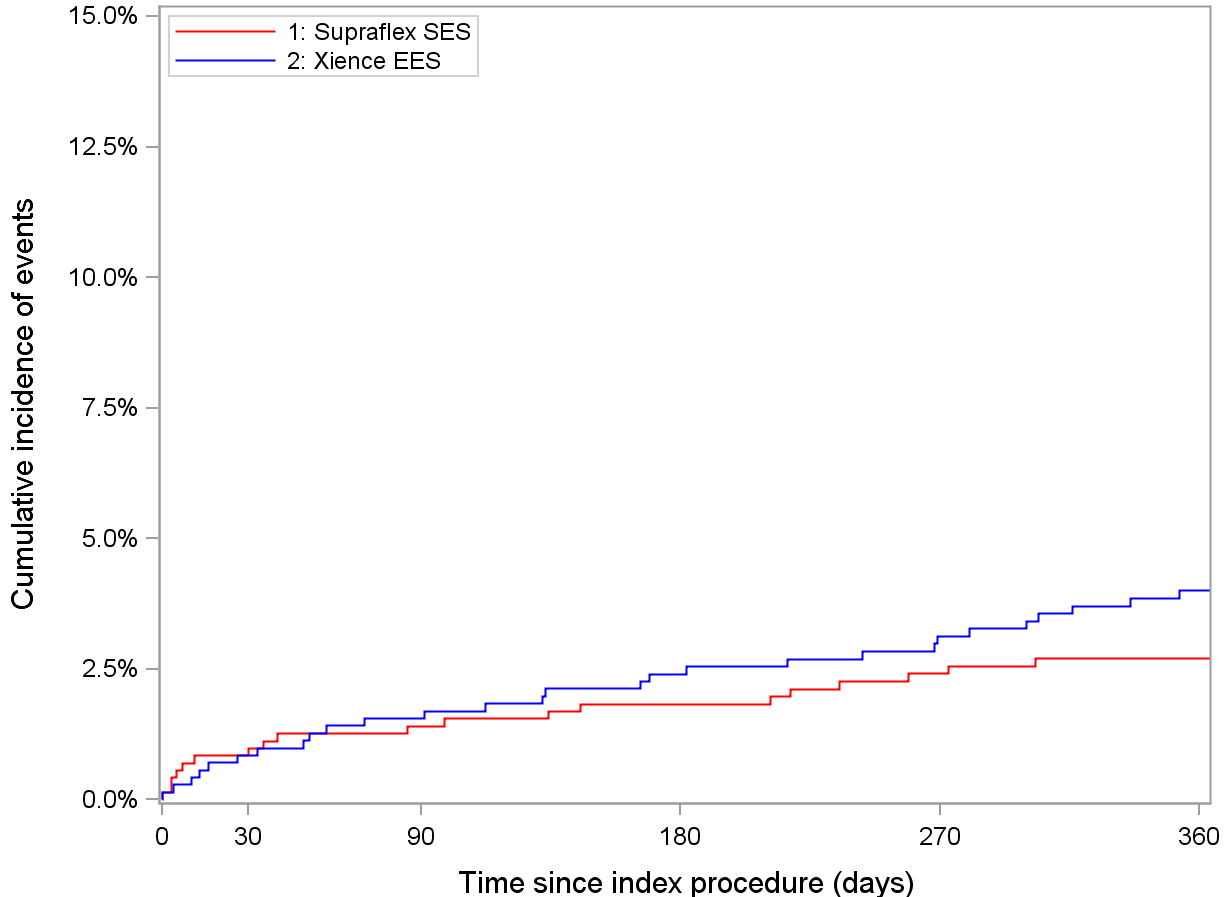 15.0%
1: Supraflex SES
2: Xience EES
12.5%
10.0%
7.5%
5.0%
2.5%
0.0%
Cumulative incidence of events
0 30 90 180 270 360
Time since index procedure (days)